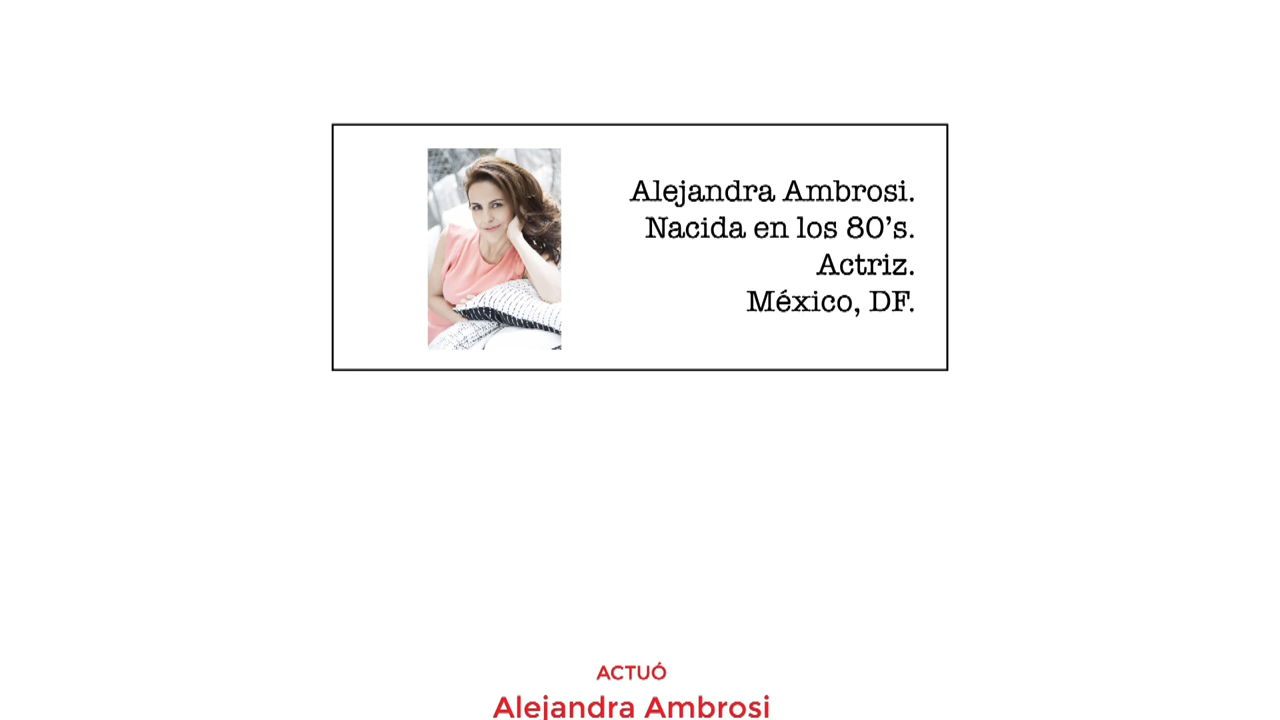 Alejandra Ambrosi.
Nacida en los 80’s.
Actriz.
México, DF.
ACTUÓ
Alejandra Ambrosi